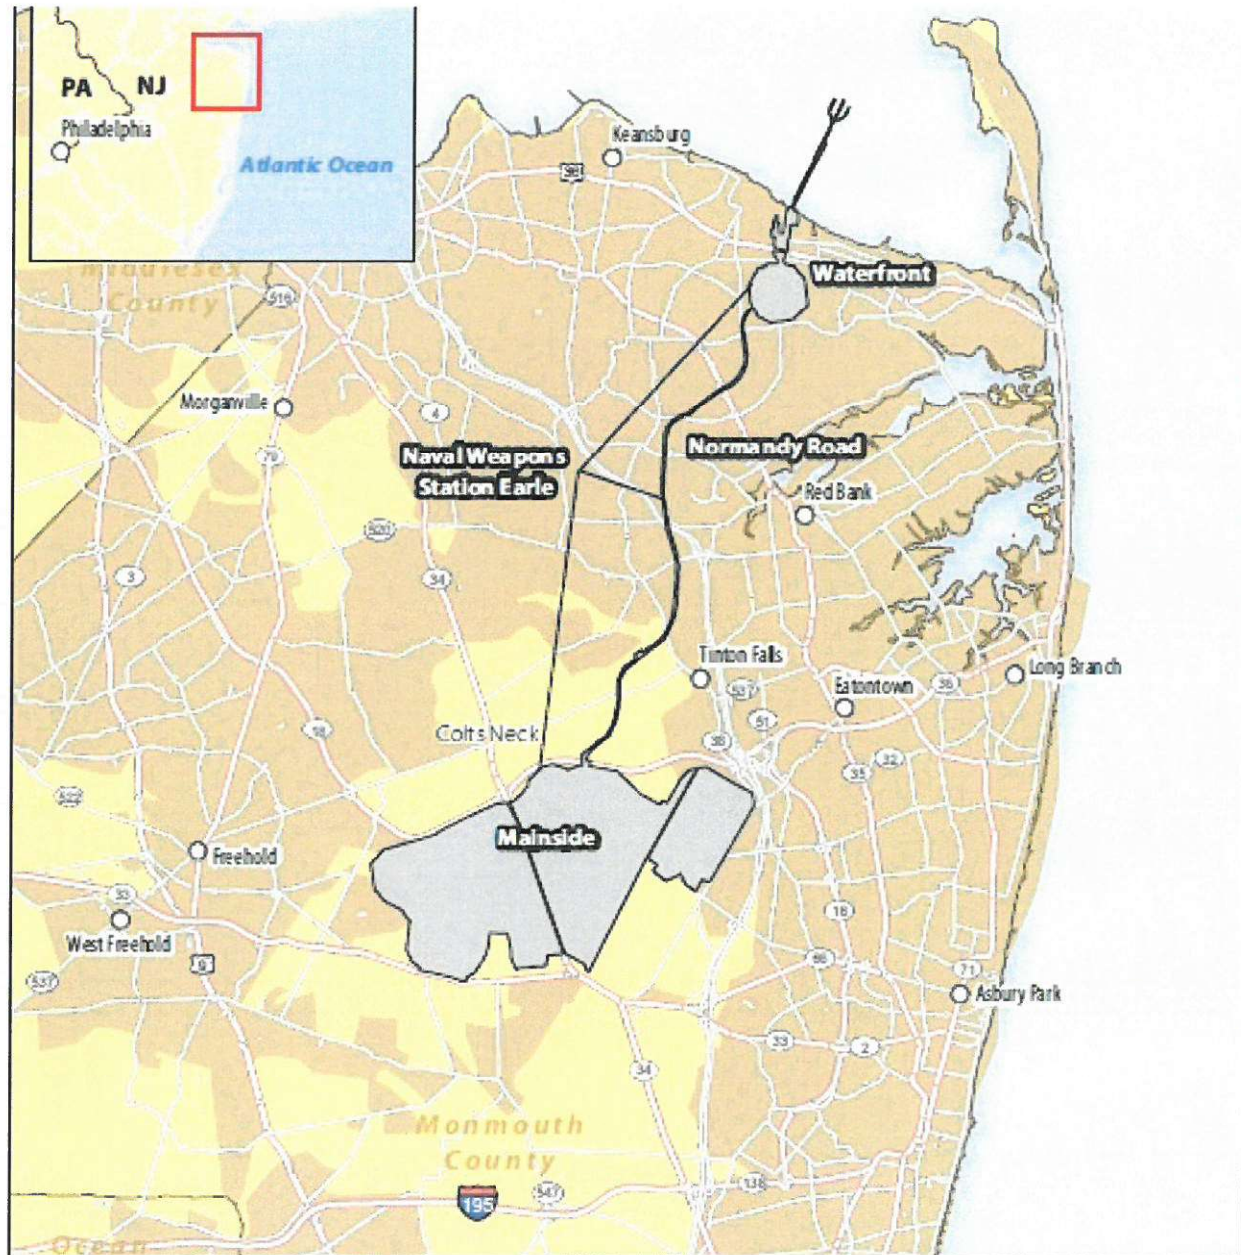 PA NJ
Philadelphia
Atlantic Ocean
Keansburg
Middlesex
County
Waterfront
516
Morganville
4
79
Naval Weapons
Station Earle
Normandy Road
Red Bank
520
3
34
Tinton Falls
Long Branch
537
36
Eatontown
51
18
Colts Neck
36
32
35
522
Mainside
Freehold
33
West Freehold
18
9
66
537
71
Asbury Park
33
2
34
Monmouth
County
195
547
138
Ocean